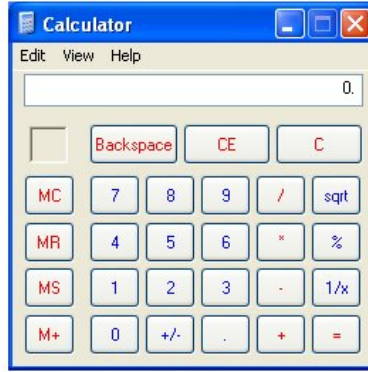 Calculator
Edit View Help
0.
Backspace CE C
MC 7 8 9 / sqrt
MR 4 5 6 * %
MS 1 2 3 - 1/x
M+ 0 +/- . + =